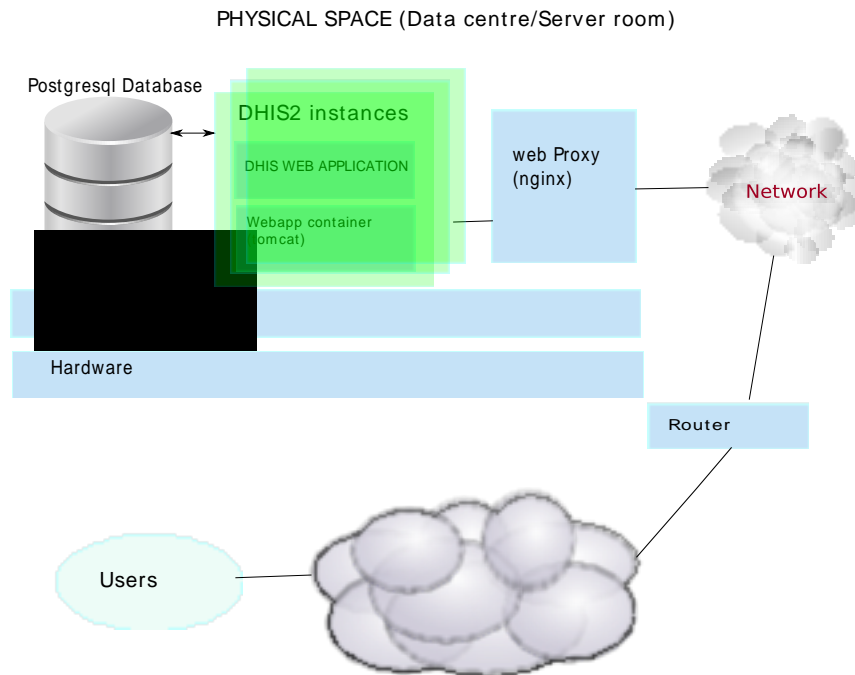 PHYSICAL SPACE (Data centre/Server room)
Postgresql Database
DHIS2 instances
DHIS WEB APPLICATION
Webapp container
web Proxy
(nginx)
Network
Hardware
Router
Users